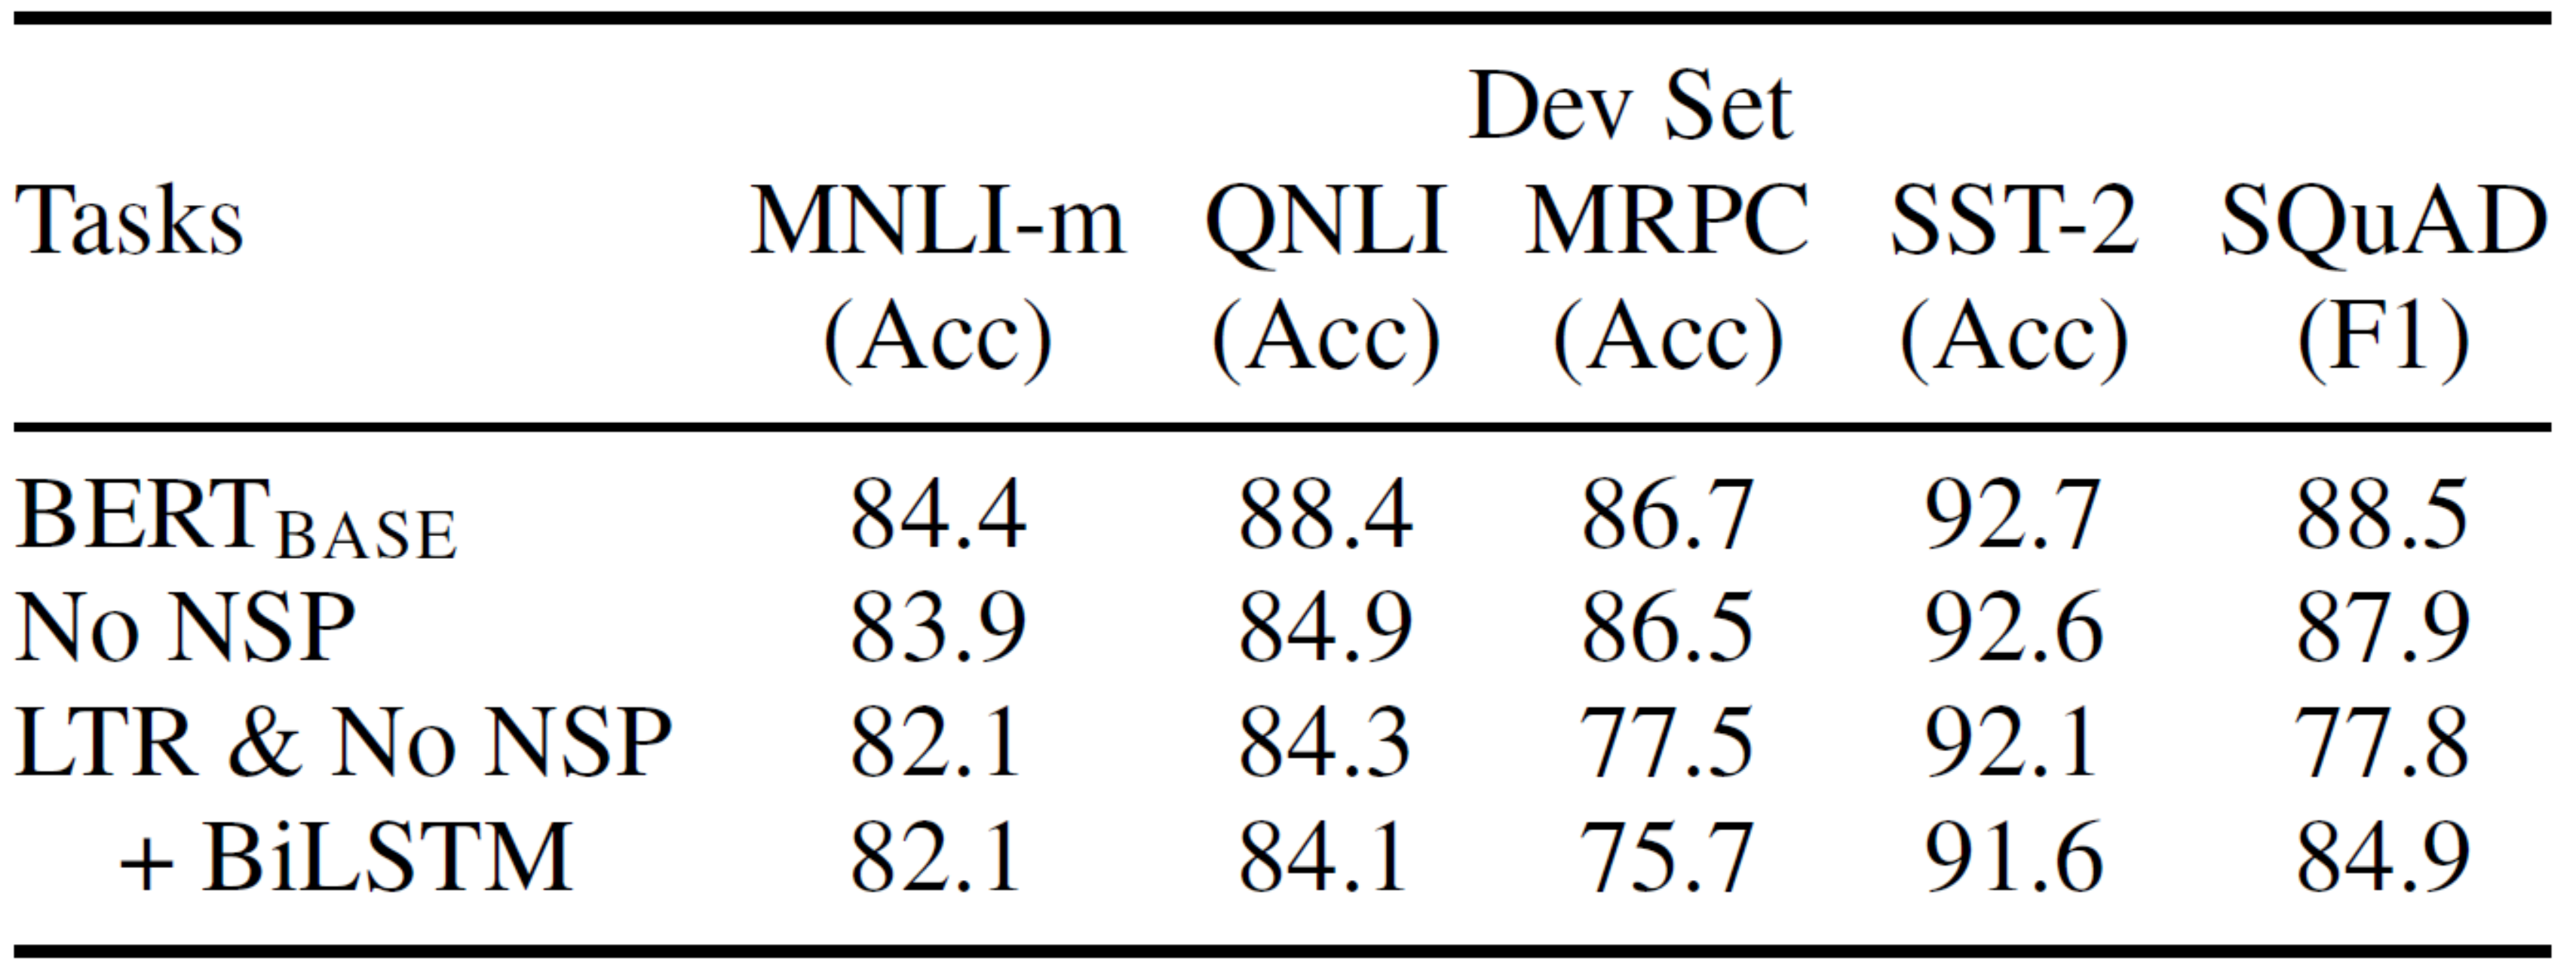 Dev Set
Tasks MNLI-m QNLI MRPC SST-2 SQuAD
(Acc) (Acc) (Acc) (Acc) (F1)
BERTBASE 84.4 88.4 86.7 92.7 88.5
No NSP 83.9 84.9 86.5 92.6 87.9
LTR & No NSP 82.1 84.3 77.5 92.1 77.8
+ BiLSTM 82.1 84.1 75.7 91.6 84.9